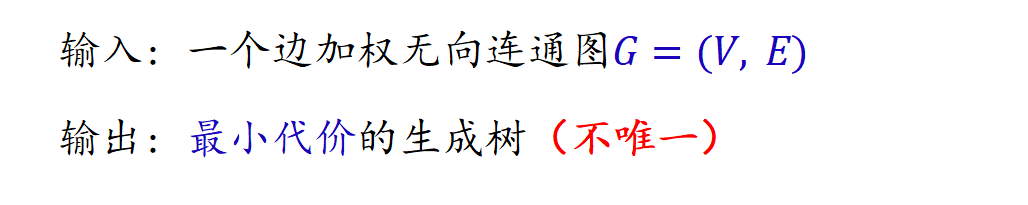 输入：一个边加权无向连通图G = (V, E)
输出：最小代价的生成树（不唯一）